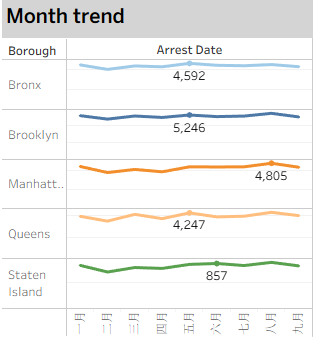 Month trend
Borough
Arrest Date
Bronx
4,592
Brooklyn
5,246
Manhatt..
4,805
Queens
4,247
Staten
Island
857
一月
二月
三月
四月
五月
六月
七月
八月
九月